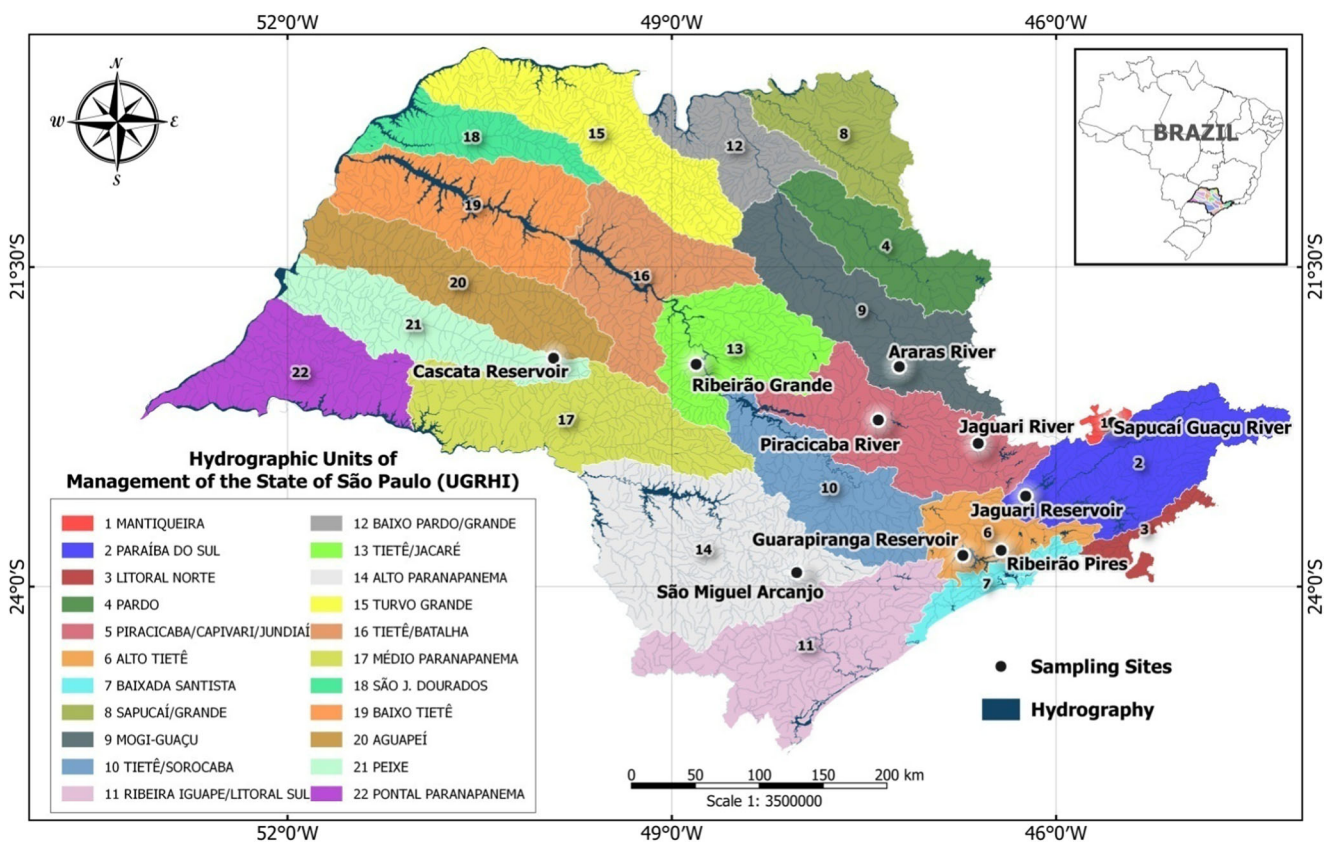 52°0'W 49°0'W 46°0'W
N
W E
S
BRAZIL
18
15
12
8
19
4
21°30'S 21°30'S
16
20
9
21
13
Araras River
Cascata Reservoir
Ribeirão Grande
22
17
Piracicaba River
Jaguari River
1
Sapucaí Guaçu River
2
Hydrographic Units of
Management of the State of São Paulo (UGRHI)
10
Jaguari Reservoir
3
Guarapiranga Reservoir
6
14
Ribeirão Pires
7
24°0'S 24°0'S
São Miguel Arcanjo
11
1 MANTIQUEIRA
2 PARAÍBA DO SUL
3 LITORAL NORTE
4 PARDO
5 PIRACICABA/CAPIVARI/JUNDIAÍ
6 ALTO TIETÊ
7 BAIXADA SANTISTA
8 SAPUCAÍ/GRANDE
9 MOGI-GUAÇU
10 TIETÊ/SOROCABA
11 RIBEIRA IGUAPE/LITORAL SUL
12 BAIXO PARDO/GRANDE
13 TIETÊ/JACARÉ
14 ALTO PARANAPANEMA
15 TURVO GRANDE
16 TIETÊ/BATALHA
17 MÉDIO PARANAPANEMA
18 SÃO J. DOURADOS
19 BAIXO TIETÊ
20 AGUAPEÍ
21 PEIXE
22 PONTAL PARANAPANEMA
Sampling Sites
Hydrography
0 50 100 150 200 km
Scale 1: 3500000
52°0'W 49°0'W 46°0'W